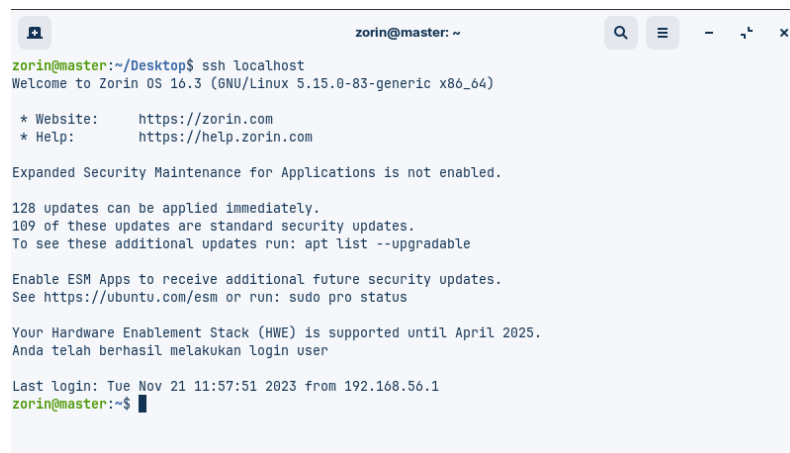 zorin@master: ~
zorin@master:~/Desktop$ ssh localhost
Welcome to Zorin OS 16.3 (GNU/Linux 5.15.0-83-generic x86_64)
* Website: https://zorin.com
* Help: https://help.zorin.com
Expanded Security Maintenance for Applications is not enabled.
128 updates can be applied immediately.
109 of these updates are standard security updates.
To see these additional updates run: apt list --upgradable
Enable ESM Apps to receive additional future security updates.
See https://ubuntu.com/esm or run: sudo pro status
Your Hardware Enablement Stack (HWE) is supported until April 2025.
Anda telah berhasil melakukan login user
Last login: Tue Nov 21 11:57:51 2023 from 192.168.56.1
zorin@master:~$